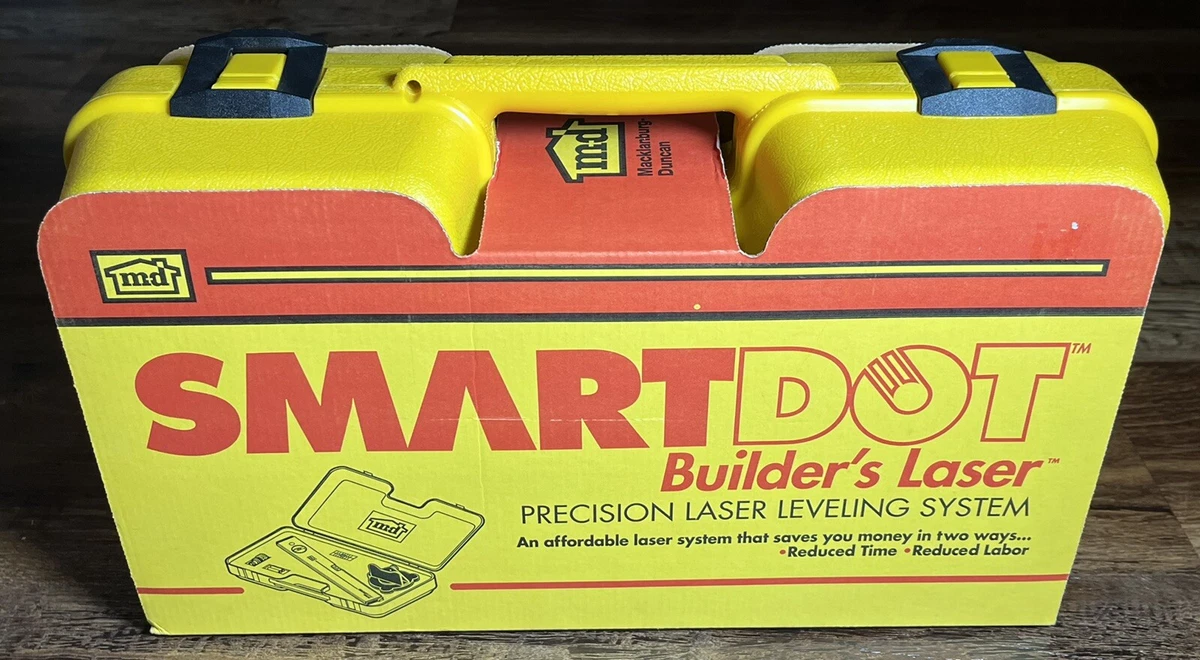 md
Macklanburg-
Duncan
md
SMARTDOT™
Builder's Laser™
PRECISION LASER LEVELING SYSTEM
An affordable laser system that saves you money in two ways...
•Reduced Time •Reduced Labor
md